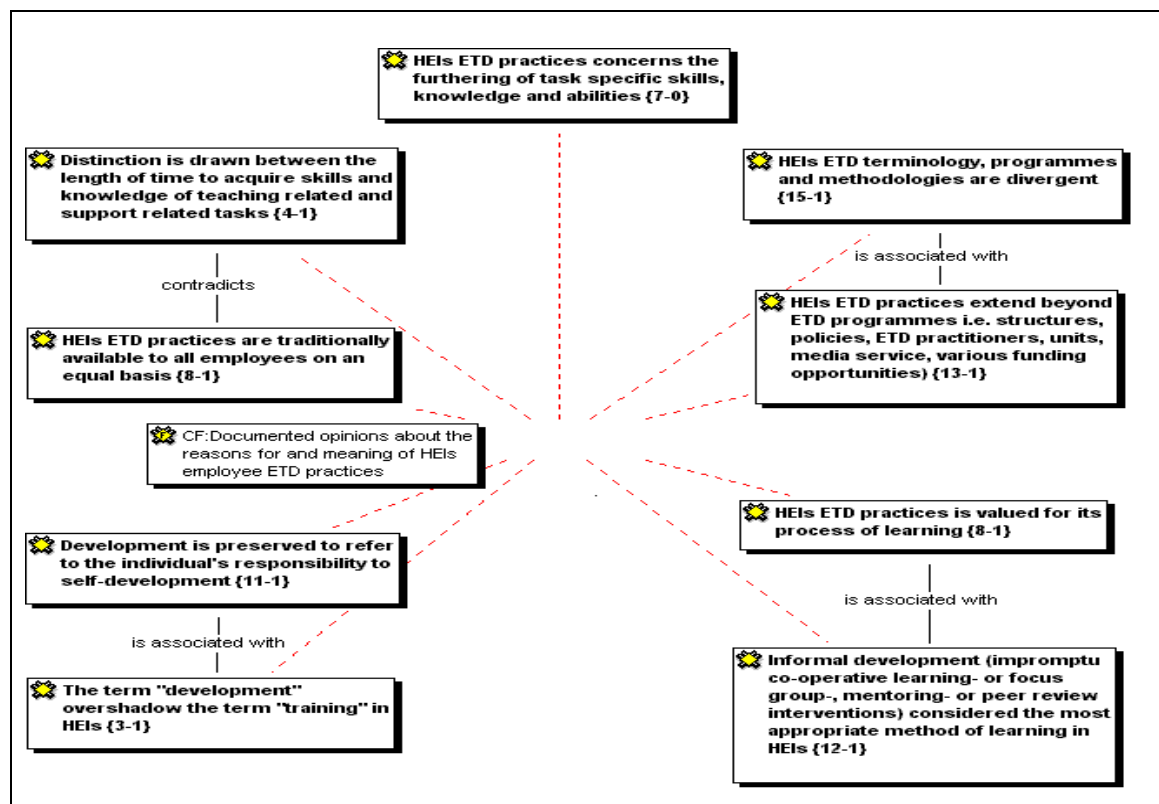 HEIs ETD practices concerns the
furthering of task specific skills,
knowledge and abilities {7-0}
Distinction is drawn between the
length of time to acquire skills and
knowledge of teaching related and
support related tasks {4-1}
contradicts
HEIs ETD practices are traditionally
available to all employees on an
equal basis {8-1}
HEIs ETD terminology, programmes
and methodologies are divergent
{15-1}
is associated with
HEIs ETD practices extend beyond
ETD programmes i.e. structures,
policies, ETD practitioners, units,
media service, various funding
opportunities) {13-1}
CF:Documented opinions about the
reasons for and meaning of HEIs
employee ETD practices
Development is preserved to refer
to the individual's responsibility to
self-development {11-1}
is associated with
The term "development"
overshadow the term "training" in
HEIs {3-1}
HEIs ETD practices is valued for its
process of learning {8-1}
is associated with
Informal development (impromptu
co-operative learning- or focus
group-, mentoring- or peer review
interventions) considered the most
appropriate method of learning in
HEIs {12-1}